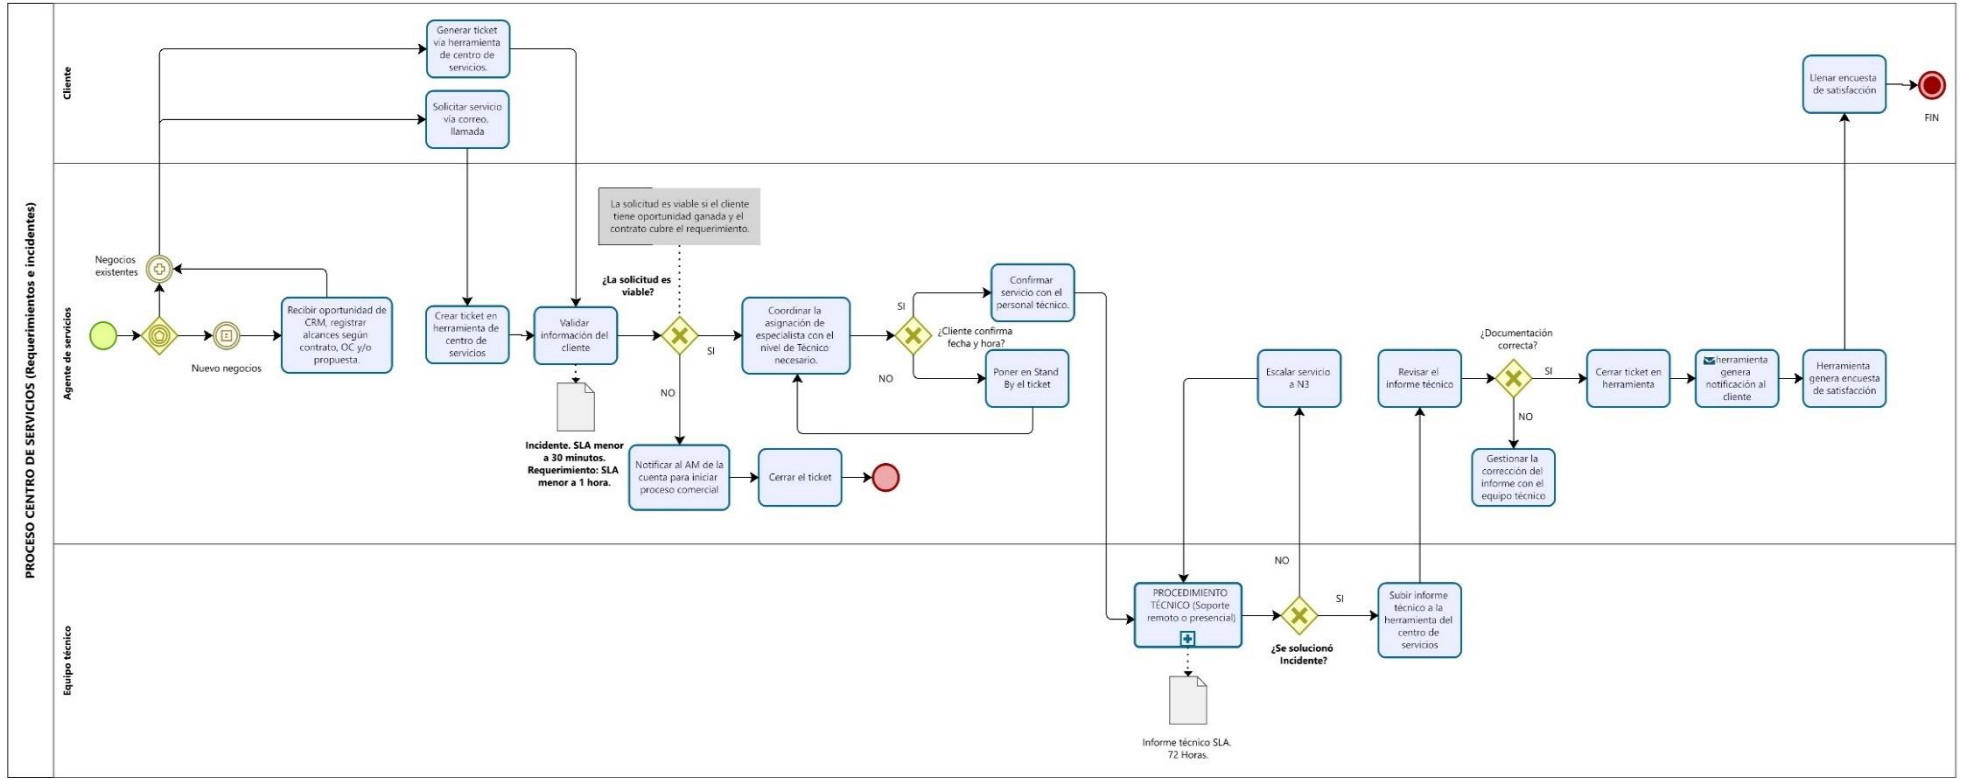 PROCESO CENTRO DE SERVICIOS (Requerimientos e incidentes)
Cliente
Generar ticket
via herramienta
de centro de
servicios.
Solicitar servicio
vía correo,
llamada
Llenar encuesta
de satisfacción
FIN
Agente de servicios
Negocios
existentes
Nuevo negocios
Recibir oportunidad de
CRM, registrar
alcances según
contrato, OC y/o
propuesta.
Crear ticket en
herramienta de
centro de
servicios
Validar
información del
cliente
Incidente. SLA menor
a 30 minutos.
Requerimiento: SLA
menor a 1 hora.
La solicitud es viable si el cliente
tiene oportunidad ganada y el
contrato cubre el requerimiento.
¿La solicitud es
viable?
SI
NO
Notificar al AM de la
cuenta para iniciar
proceso comercial
Cerrar el ticket
Coordinar la
asignación de
especialista con el
nivel de Técnico
necesario.
¿Cliente confirma
fecha y hora?
SI
NO
Confirmar
servicio con el
personal técnico.
Poner en Stand
By el ticket
Escalar servicio
a N3
Revisar el
informe técnico
¿Documentación
correcta?
SI
NO
Gestionar la
corrección del
informe con el
equipo técnico
Cerrar ticket en
herramienta
herramienta
genera
notificación al
cliente
Herramienta
genera encuesta
de satisfacción
Equipo técnico
PROCEDIMIENTO
TÉCNICO (Soporte
remoto o presencial)
Informe técnico SLA.
72 Horas.
NO
SI
¿Se solucionó
Incidente?
Subir informe
técnico a la
herramienta del
centro de
servicios